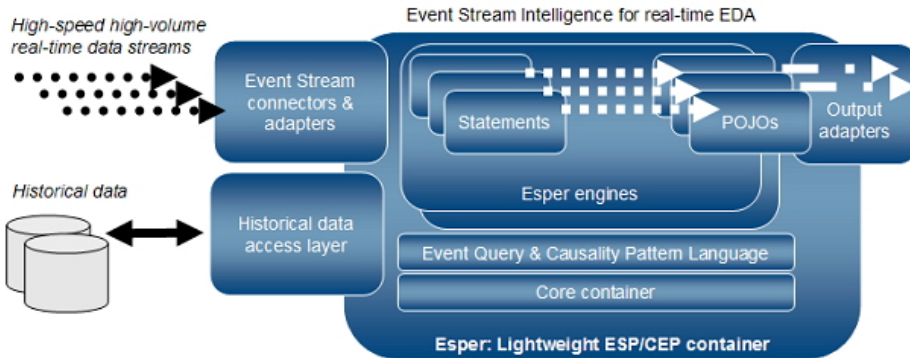 Event Stream Intelligence for real-time EDA
High-speed high-volume
real-time data streams
Event Stream
connectors &
adapters
Statements
POJOs
Output
adapters
Esper engines
Historical data
Historical data
access layer
Event Query & Causality Pattern Language
Core container
Esper: Lightweight ESP/CEP container